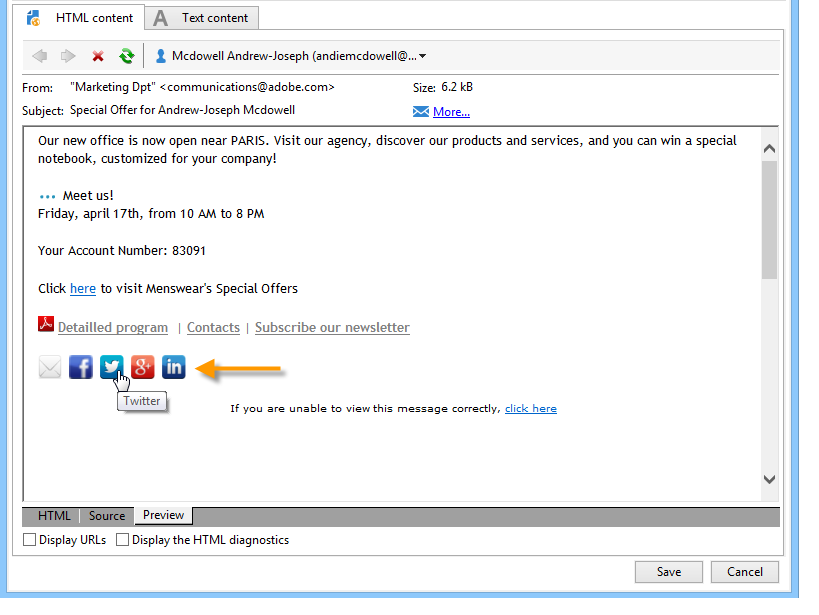 HTML content
A Text content
Mcdowell Andrew-Joseph (andiemcdowell@...
From: "Marketing Dpt" <communications@adobe.com> Size: 6.2 kB
Subject: Special Offer for Andrew-Joseph Mcdowell More...
Our new office is now open near PARIS. Visit our agency, discover our products and services, and you can win a special
notebook, customized for your company!
... Meet us!
Friday, april 17th, from 10 AM to 8 PM
Your Account Number: 83091
Click here to visit Menswear's Special Offers
Detailled program | Contacts | Subscribe our newsletter
f g+ in
Twitter
If you are unable to view this message correctly, click here
HTML Source Preview
Display URLs Display the HTML diagnostics
Save Cancel